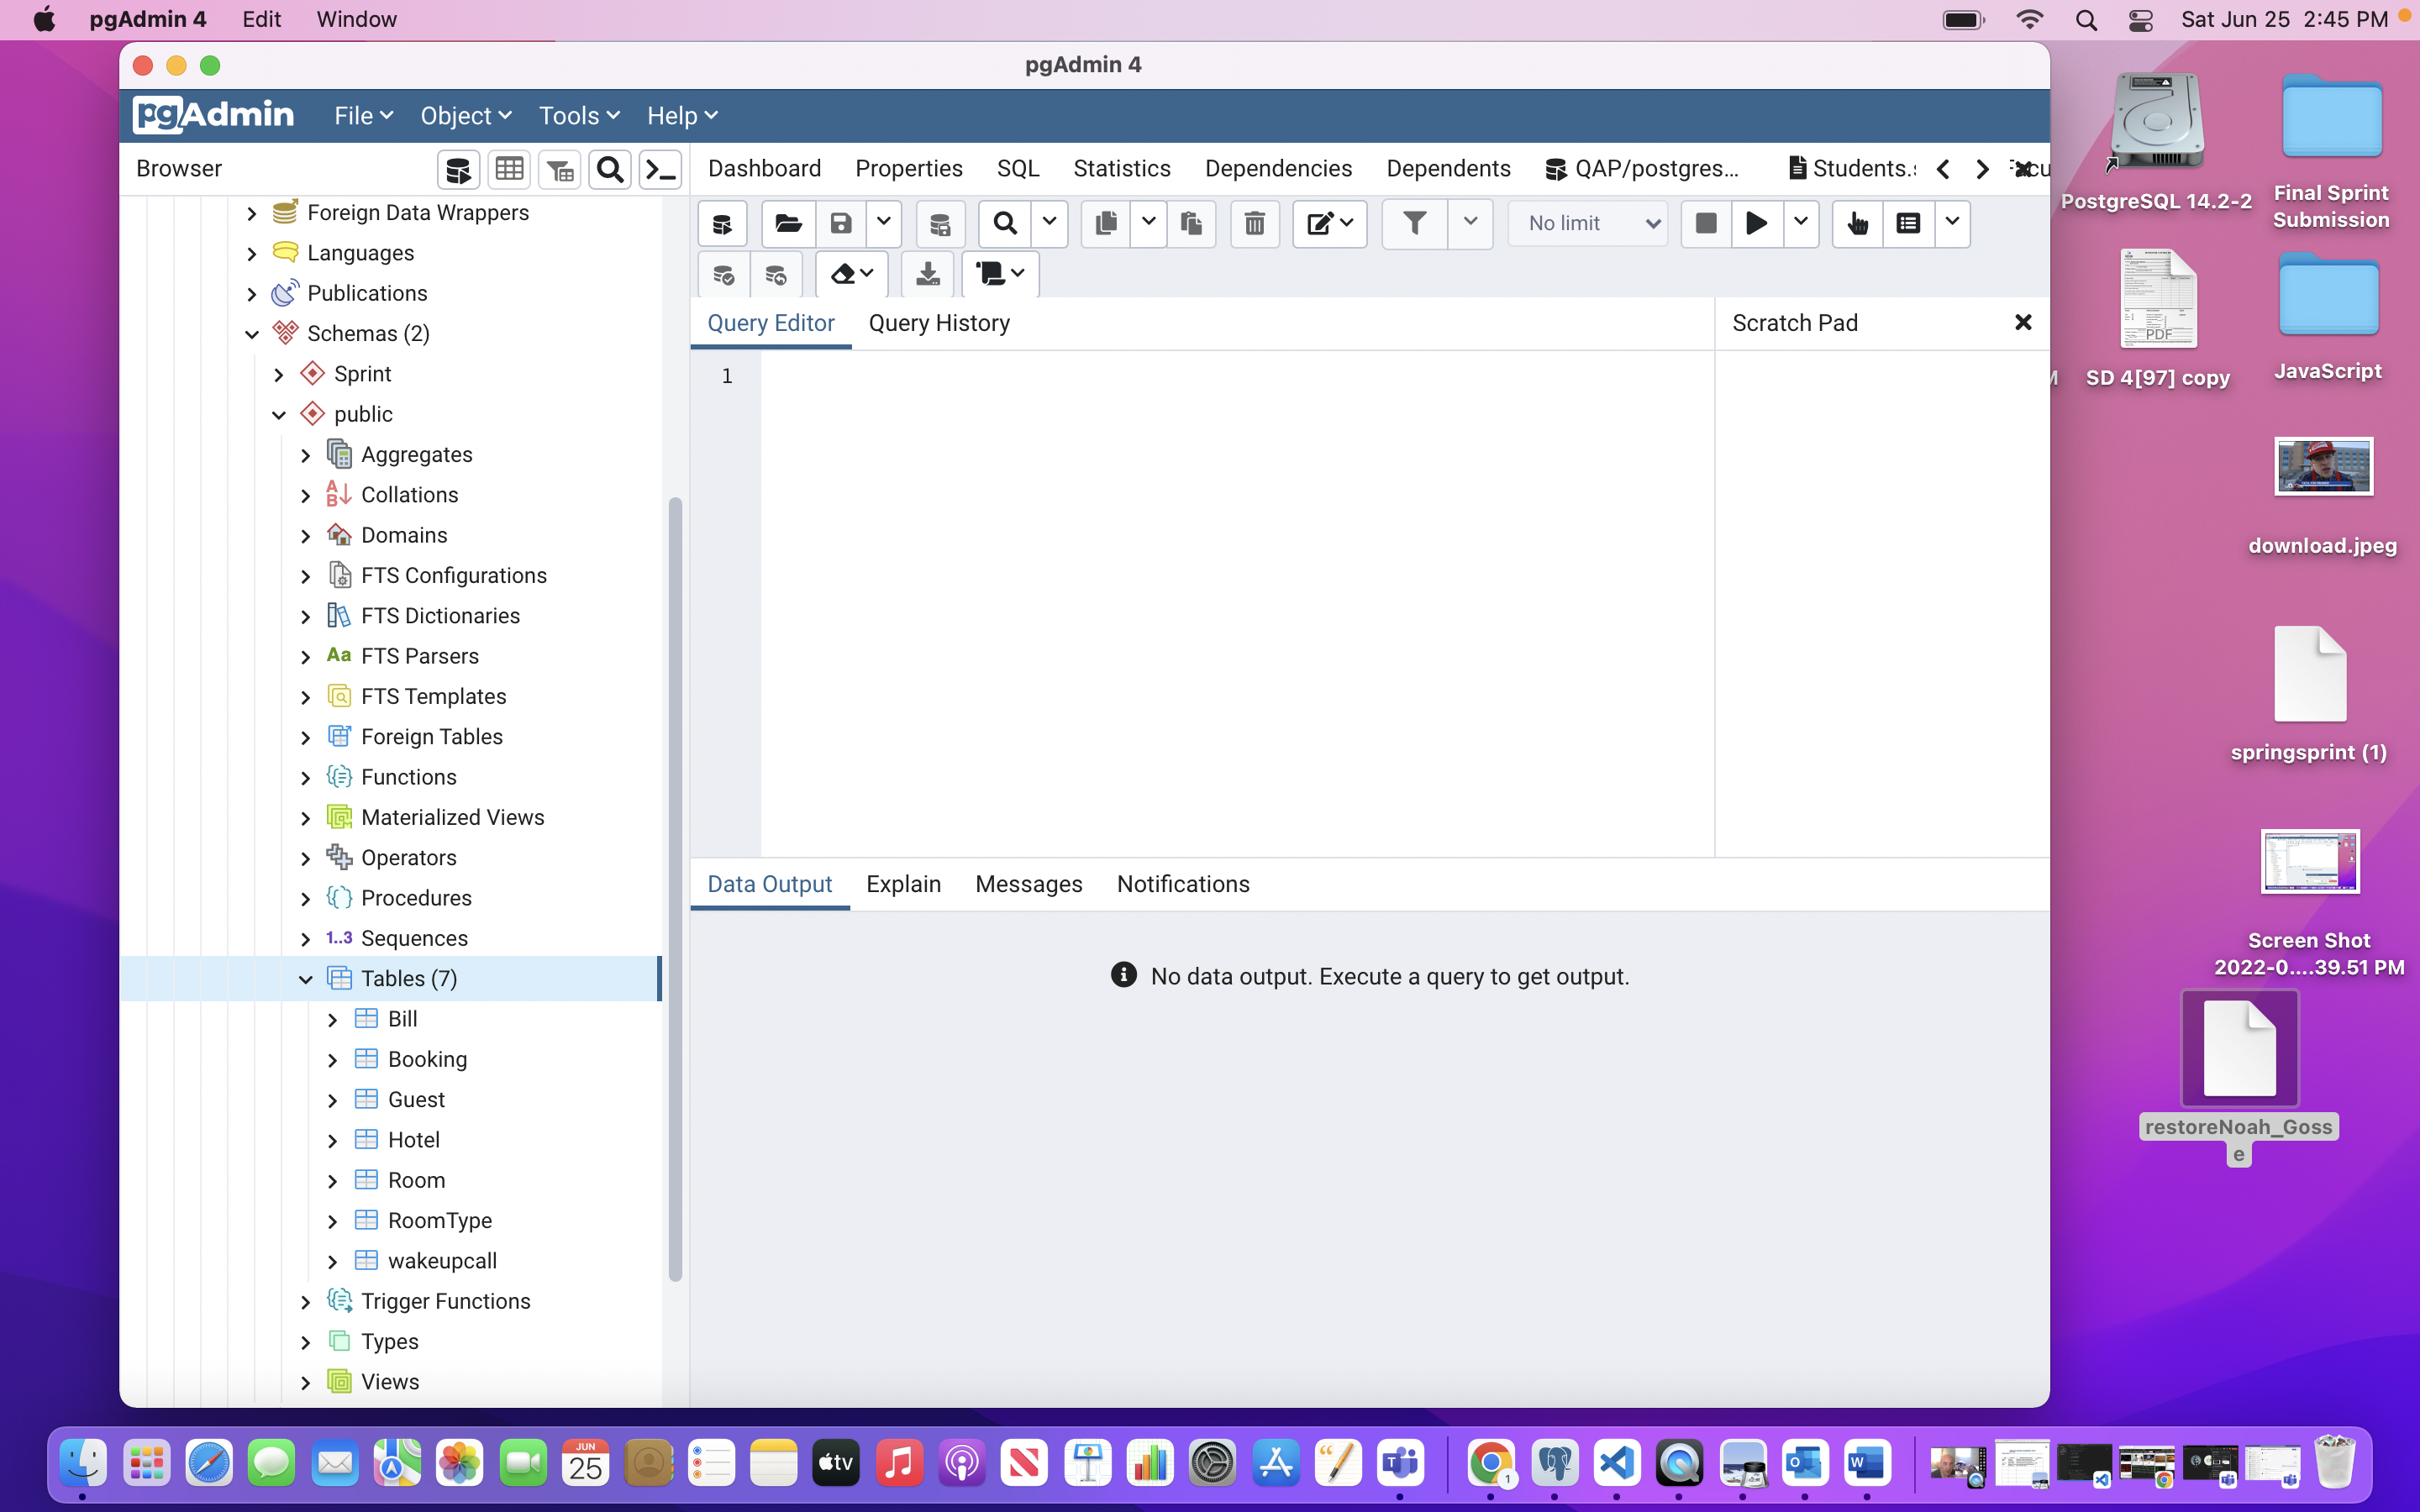 pgAdmin 4 Edit Window Sat Jun 25 2:45 PM
pgAdmin 4
pgAdmin File Object Tools Help
Browser Dashboard Properties SQL Statistics Dependencies Dependents QAP/postgres... Students.
Foreign Data Wrappers
Languages
Publications
Schemas (2)
Sprint
public
Aggregates
Collations
Domains
FTS Configurations
FTS Dictionaries
Aa FTS Parsers
FTS Templates
Foreign Tables
Functions
Materialized Views
Operators
Procedures
1..3 Sequences
Tables (7)
Bill
Booking
Guest
Hotel
Room
RoomType
wakeupcall
Trigger Functions
Types
Views
No limit
Query Editor Query History Scratch Pad
1
Data Output Explain Messages Notifications
No data output. Execute a query to get output.
PostgreSQL 14.2-2
Final Sprint
Submission
PDF
SD 4[97] copy
JavaScript
download.jpeg
springsprint (1)
Screen Shot
2022-0....39.51 PM
restoreNoah_Goss
e
JUN
25
tv
1